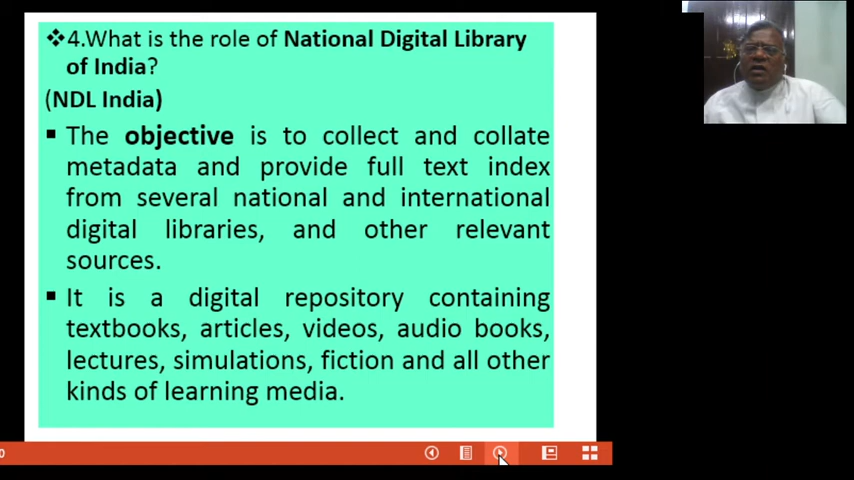 ❖4.What is the role of National Digital Library
of India?
(NDL India)
▪ The objective is to collect and collate
metadata and provide full text index
from several national and international
digital libraries, and other relevant
sources.
▪ It is a digital repository containing
textbooks, articles, videos, audio books,
lectures, simulations, fiction and all other
kinds of learning media.
0